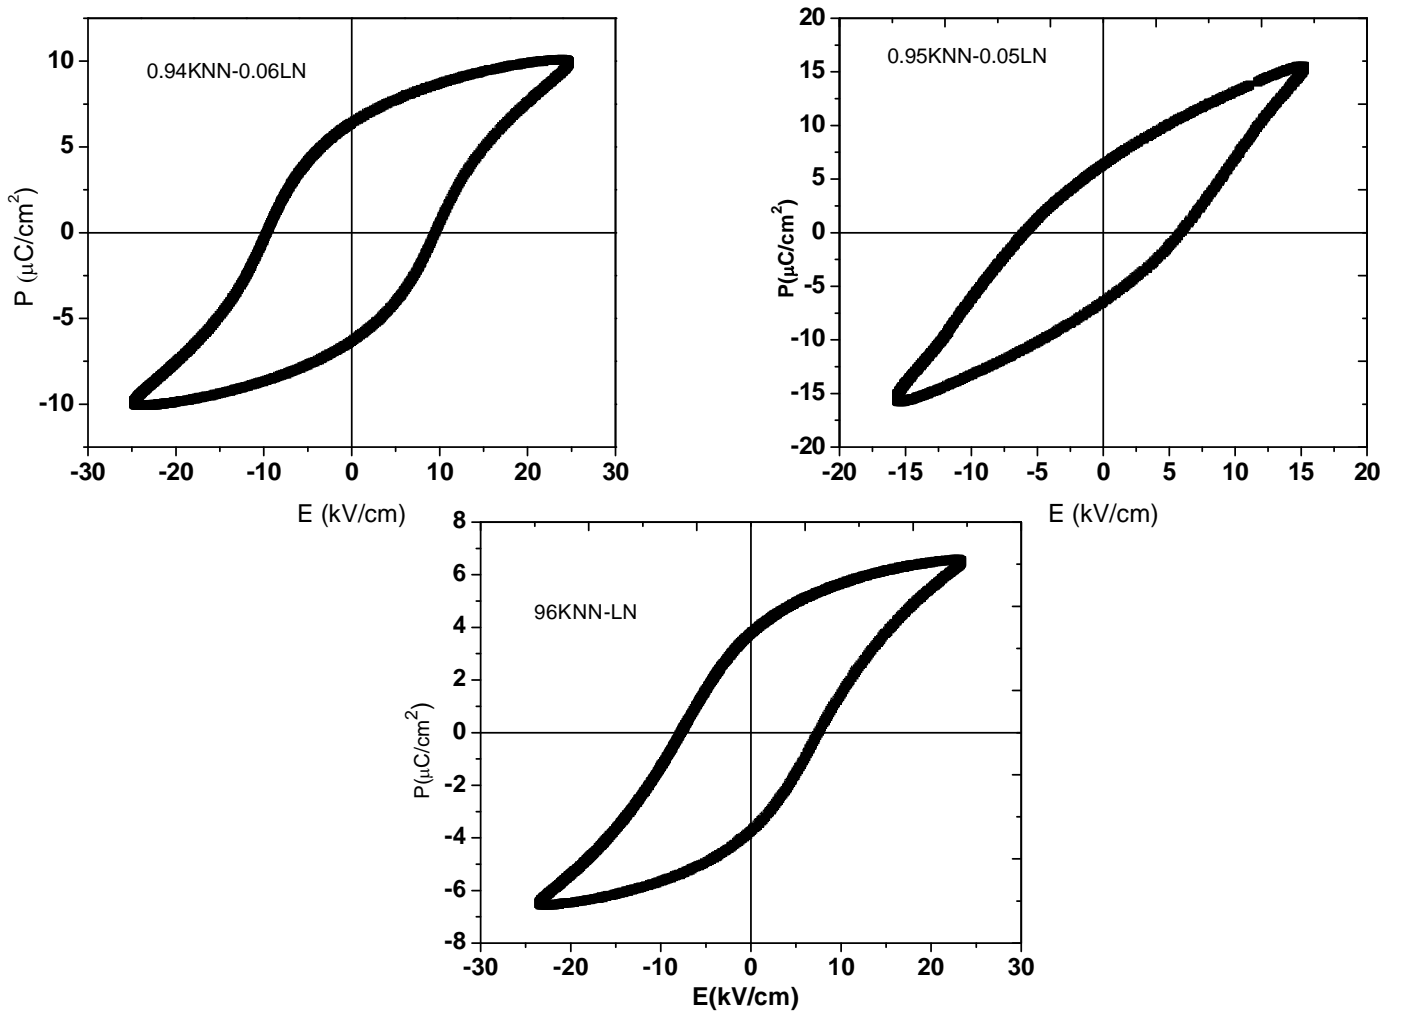 0.94KNN-0.06LN
P (μC/cm²)
10
5
0
-5
-10
-30 -20 -10 0 10 20 30
E (kV/cm)
0.95KNN-0.05LN
P(μC/cm²)
20
15
10
5
0
-5
-10
-15
-20
-20 -15 -10 -5 0 5 10 15 20
E (kV/cm)
96KNN-LN
P(μC/cm²)
8
6
4
2
0
-2
-4
-6
-8
-30 -20 -10 0 10 20 30
E(kV/cm)